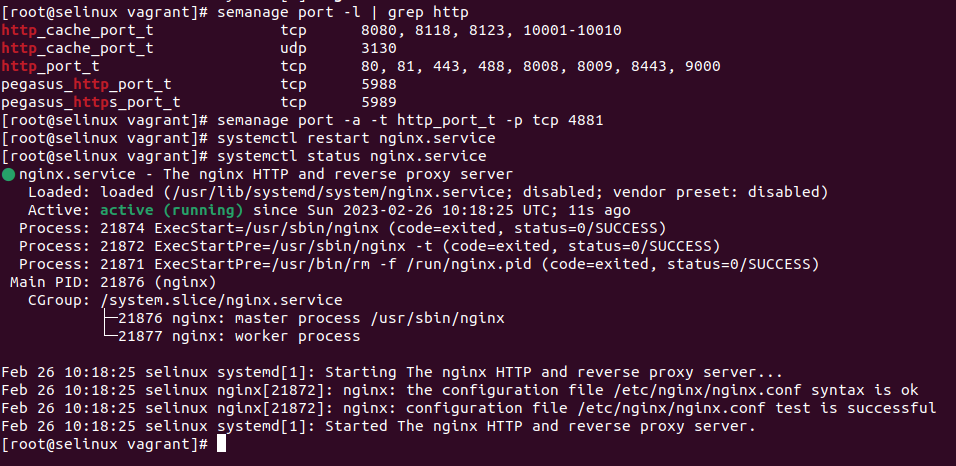 [root@selinux vagrant]# semanage port -l | grep http
http_cache_port_t              tcp      8080, 8118, 8123, 10001-10010
http_cache_port_t              udp      3130
http_port_t                    tcp      80, 81, 443, 488, 8008, 8009, 8443, 9000
pegasus_http_port_t            tcp      5988
pegasus_https_port_t           tcp      5989
[root@selinux vagrant]# semanage port -a -t http_port_t -p tcp 4881
[root@selinux vagrant]# systemctl restart nginx.service
[root@selinux vagrant]# systemctl status nginx.service
● nginx.service - The nginx HTTP and reverse proxy server
   Loaded: loaded (/usr/lib/systemd/system/nginx.service; disabled; vendor preset: disabled)
   Active: active (running) since Sun 2023-02-26 10:18:25 UTC; 11s ago
  Process: 21874 ExecStart=/usr/sbin/nginx (code=exited, status=0/SUCCESS)
  Process: 21872 ExecStartPre=/usr/sbin/nginx -t (code=exited, status=0/SUCCESS)
  Process: 21871 ExecStartPre=/usr/bin/rm -f /run/nginx.pid (code=exited, status=0/SUCCESS)
 Main PID: 21876 (nginx)
   CGroup: /system.slice/nginx.service
           ├─21876 nginx: master process /usr/sbin/nginx
           └─21877 nginx: worker process
Feb 26 10:18:25 selinux systemd[1]: Starting The nginx HTTP and reverse proxy server...
Feb 26 10:18:25 selinux nginx[21872]: nginx: the configuration file /etc/nginx/nginx.conf syntax is ok
Feb 26 10:18:25 selinux nginx[21872]: nginx: configuration file /etc/nginx/nginx.conf test is successful
Feb 26 10:18:25 selinux systemd[1]: Started The nginx HTTP and reverse proxy server.
[root@selinux vagrant]#